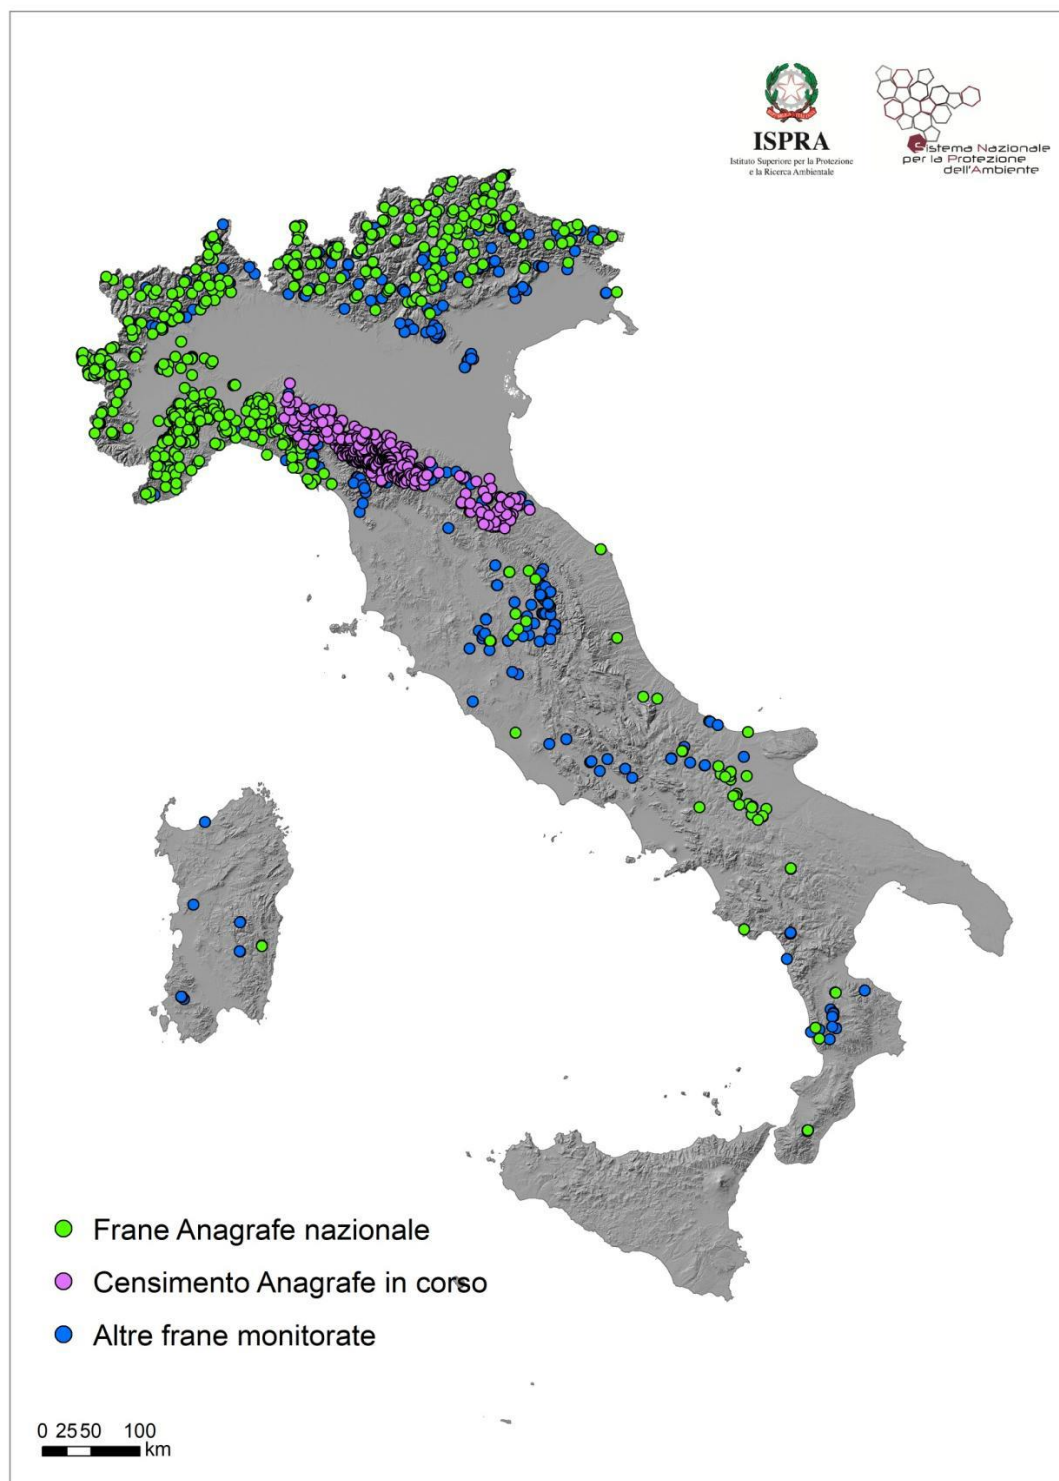 ISPRA
Istituto Superiore per la Protezione
e la Ricerca Ambientale
Sistema Nazionale
per la Protezione
dell'Ambiente
Frane Anagrafe nazionale
Censimento Anagrafe in corso
Altre frane monitorate
0 25 50 100
km